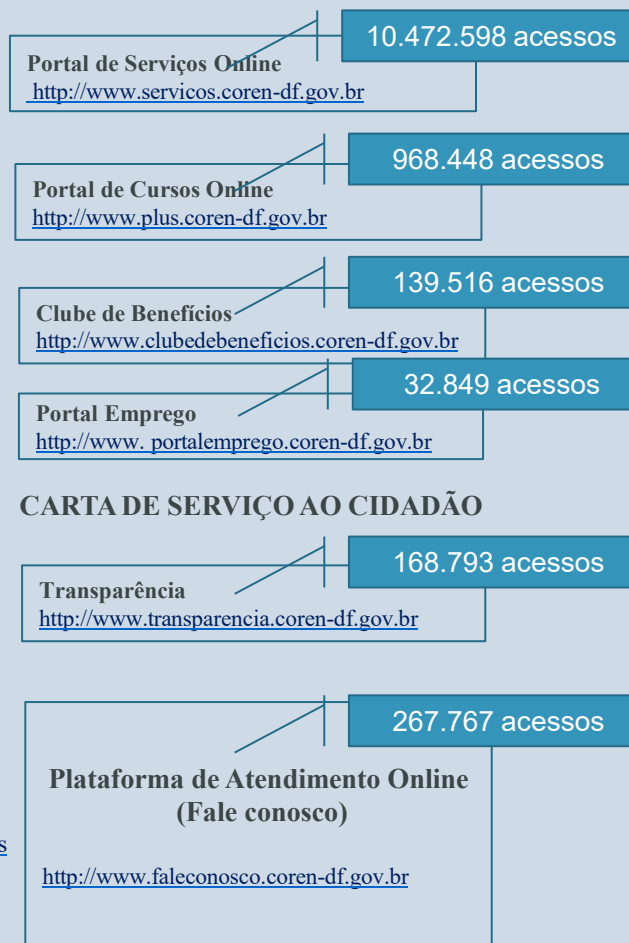 10.472.598 acessos
Portal de Serviços Online
http://www.servicos.coren-df.gov.br
968.448 acessos
Portal de Cursos Online
http://www.plus.coren-df.gov.br
139.516 acessos
Clube de Benefícios
http://www.clubedebeneficios.coren-df.gov.br
32.849 acessos
Portal Emprego
http://www. portalemprego.coren-df.gov.br
CARTA DE SERVIÇO AO CIDADÃO
168.793 acessos
Transparência
http://www.transparencia.coren-df.gov.br
267.767 acessos
Plataforma de Atendimento Online
(Fale conosco)
s
http://www.faleconosco.coren-df.gov.br